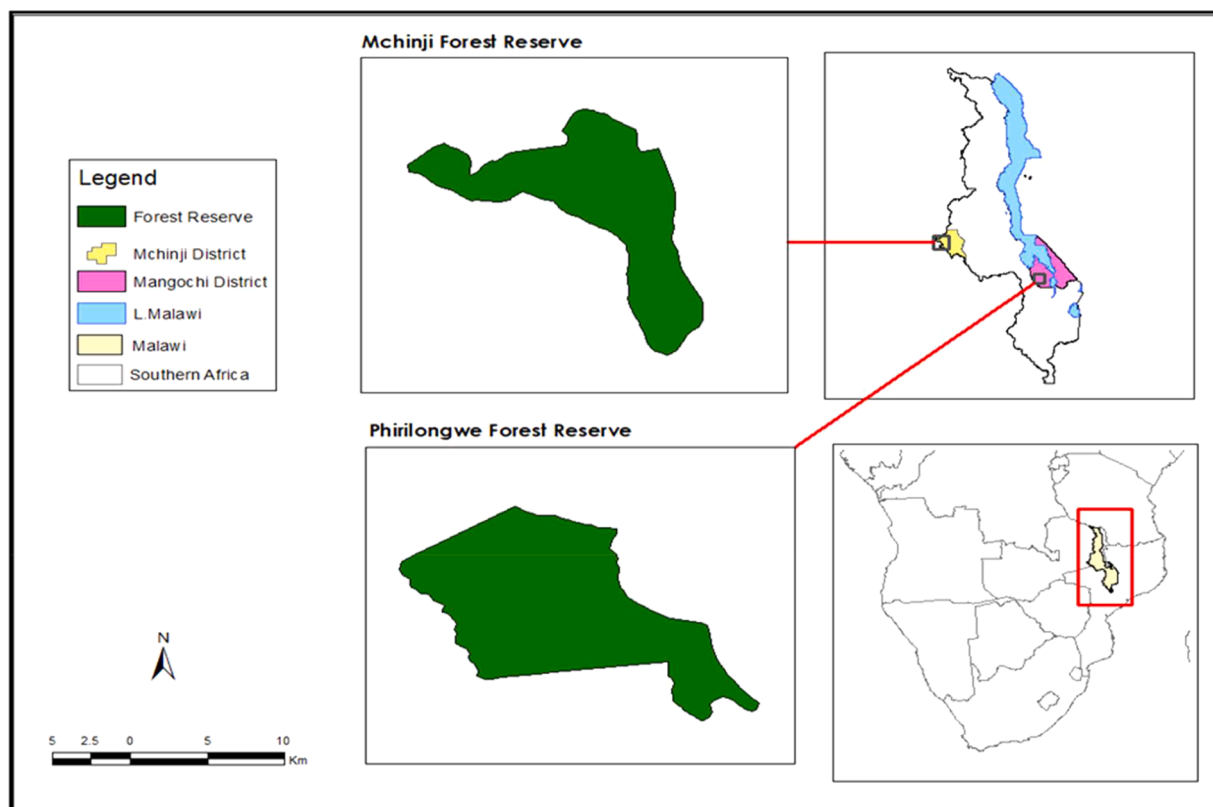 Mchinji Forest Reserve
Legend
Forest Reserve
Mchinji District
Mangochi District
L.Malawi
Malawi
Southern Africa
Phirilongwe Forest Reserve
N
5 2.5 0 5 10
Km